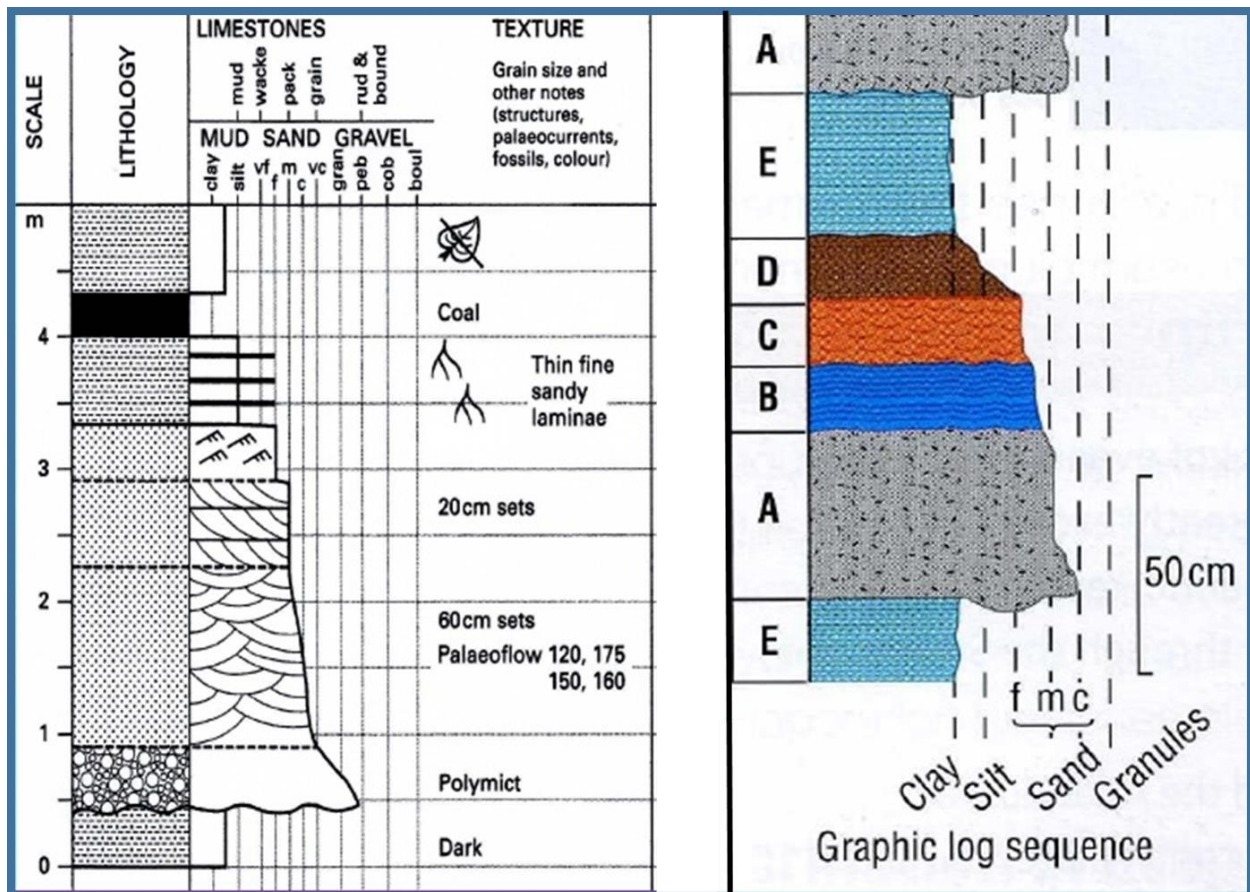 SCALE
LITHOLOGY
LIMESTONES
mud
wacke
pack
grain
rud &
bound
MUD SAND GRAVEL
clay
silt
vf
f
m
c
vc
gran
peb
cob
boul
TEXTURE
Grain size and
other notes
(structures,
palaeocurrents,
fossils, colour)
m
Coal
4
Thin fine
sandy
laminae
3
20cm sets
2
60cm sets
Palaeoflow 120, 175
150, 160
1
Polymict
Dark
0
A
E
D
C
B
A
E
50 cm
f m c
Clay
Silt
Sand
Granules
Graphic log sequence